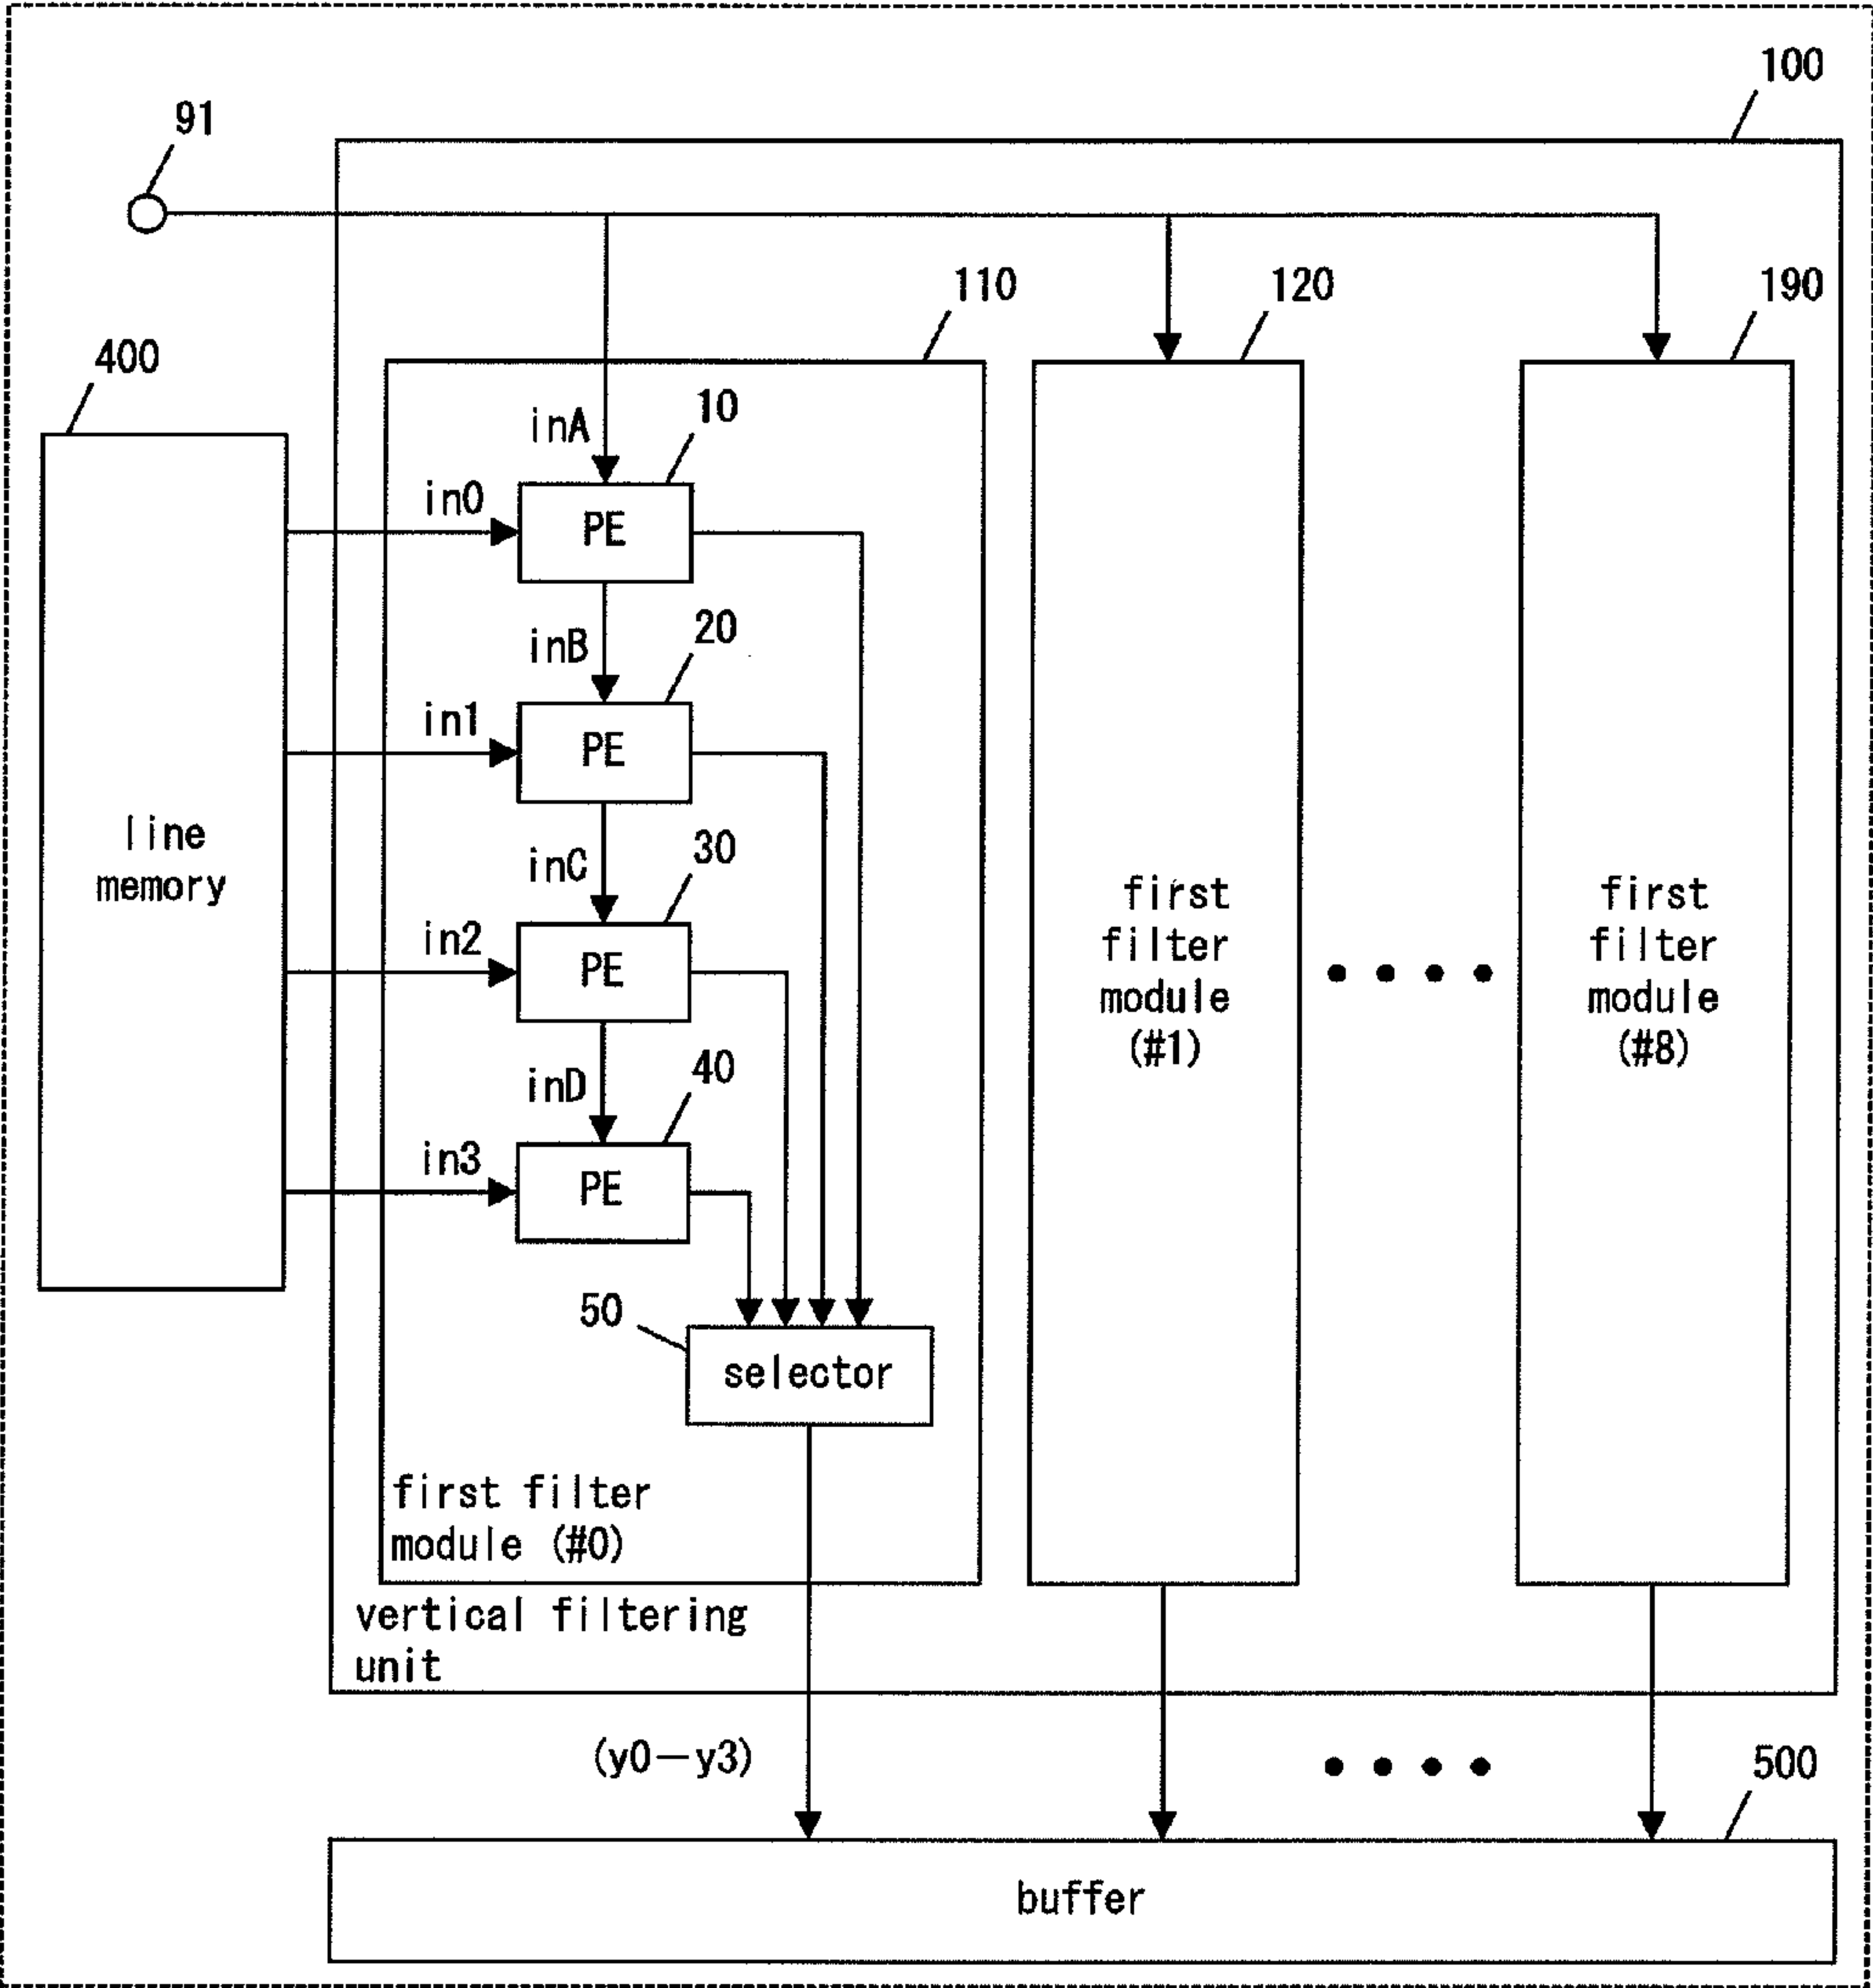 100
91
110
120
190
400
inA
10
in0
PE
inB
20
in1
PE
line
memory
inC
30
in2
PE
first
filter
module
(#1)
first
filter
module
(#8)
inD
40
in3
PE
50
selector
first filter
module (#0)
vertical filtering
unit
(y0—y3)
500
buffer